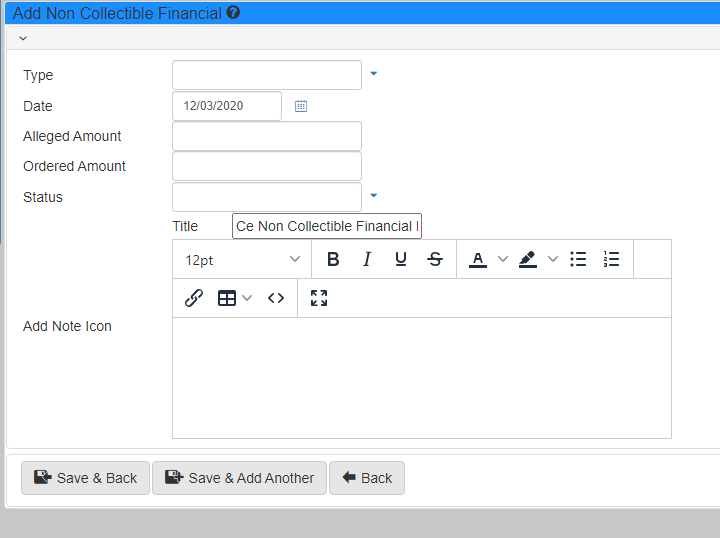 Add Non Collectible Financial ?
Type
Date 12/03/2020
Alleged Amount
Ordered Amount
Status
Title Ce Non Collectible Financial
12pt B I U S A
Add Note Icon
Save & Back Save & Add Another Back